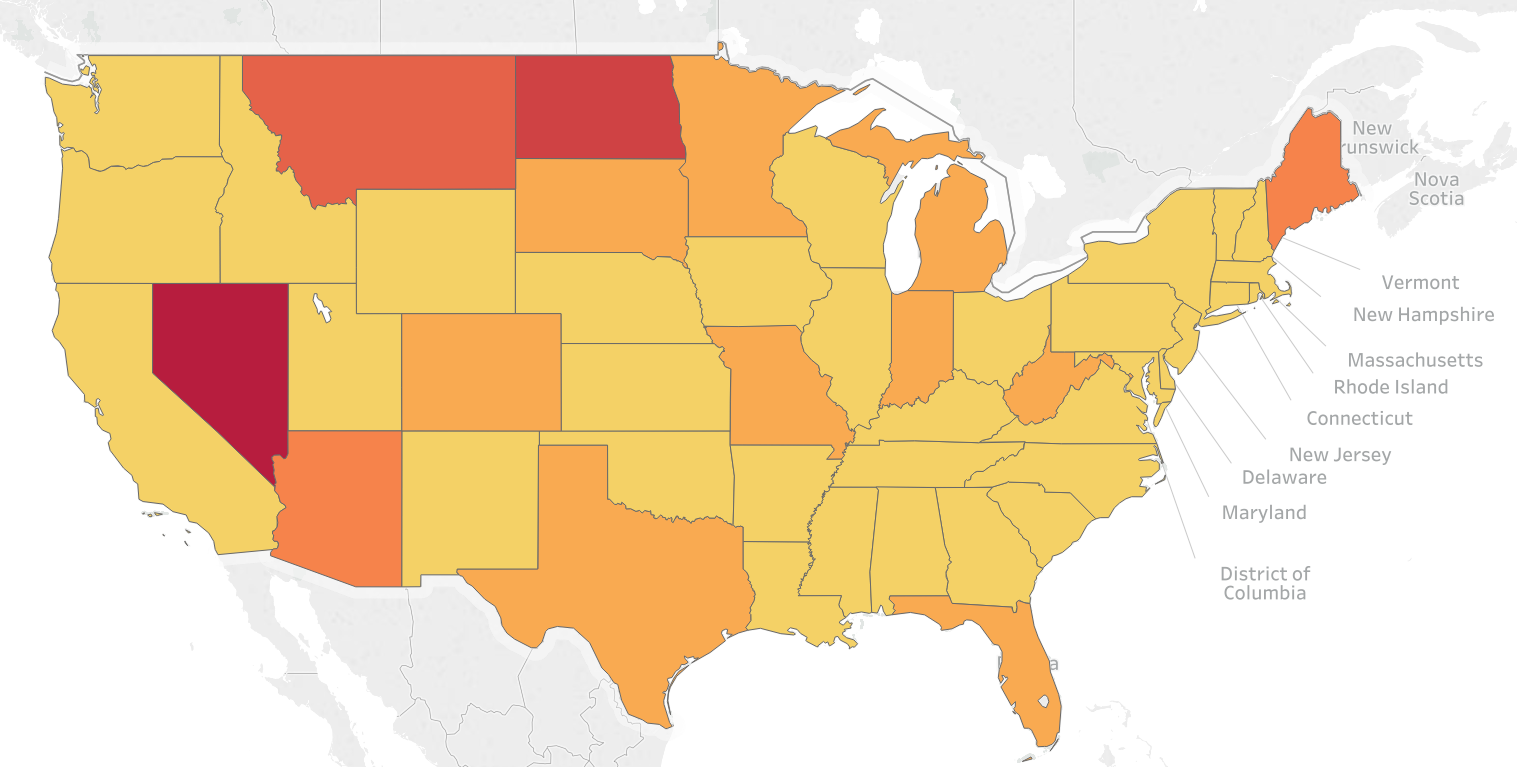 New
runswick
Nova
Scotia
Vermont
New Hampshire
Massachusetts
Rhode Island
Connecticut
New Jersey
Delaware
Maryland
District of
Columbia